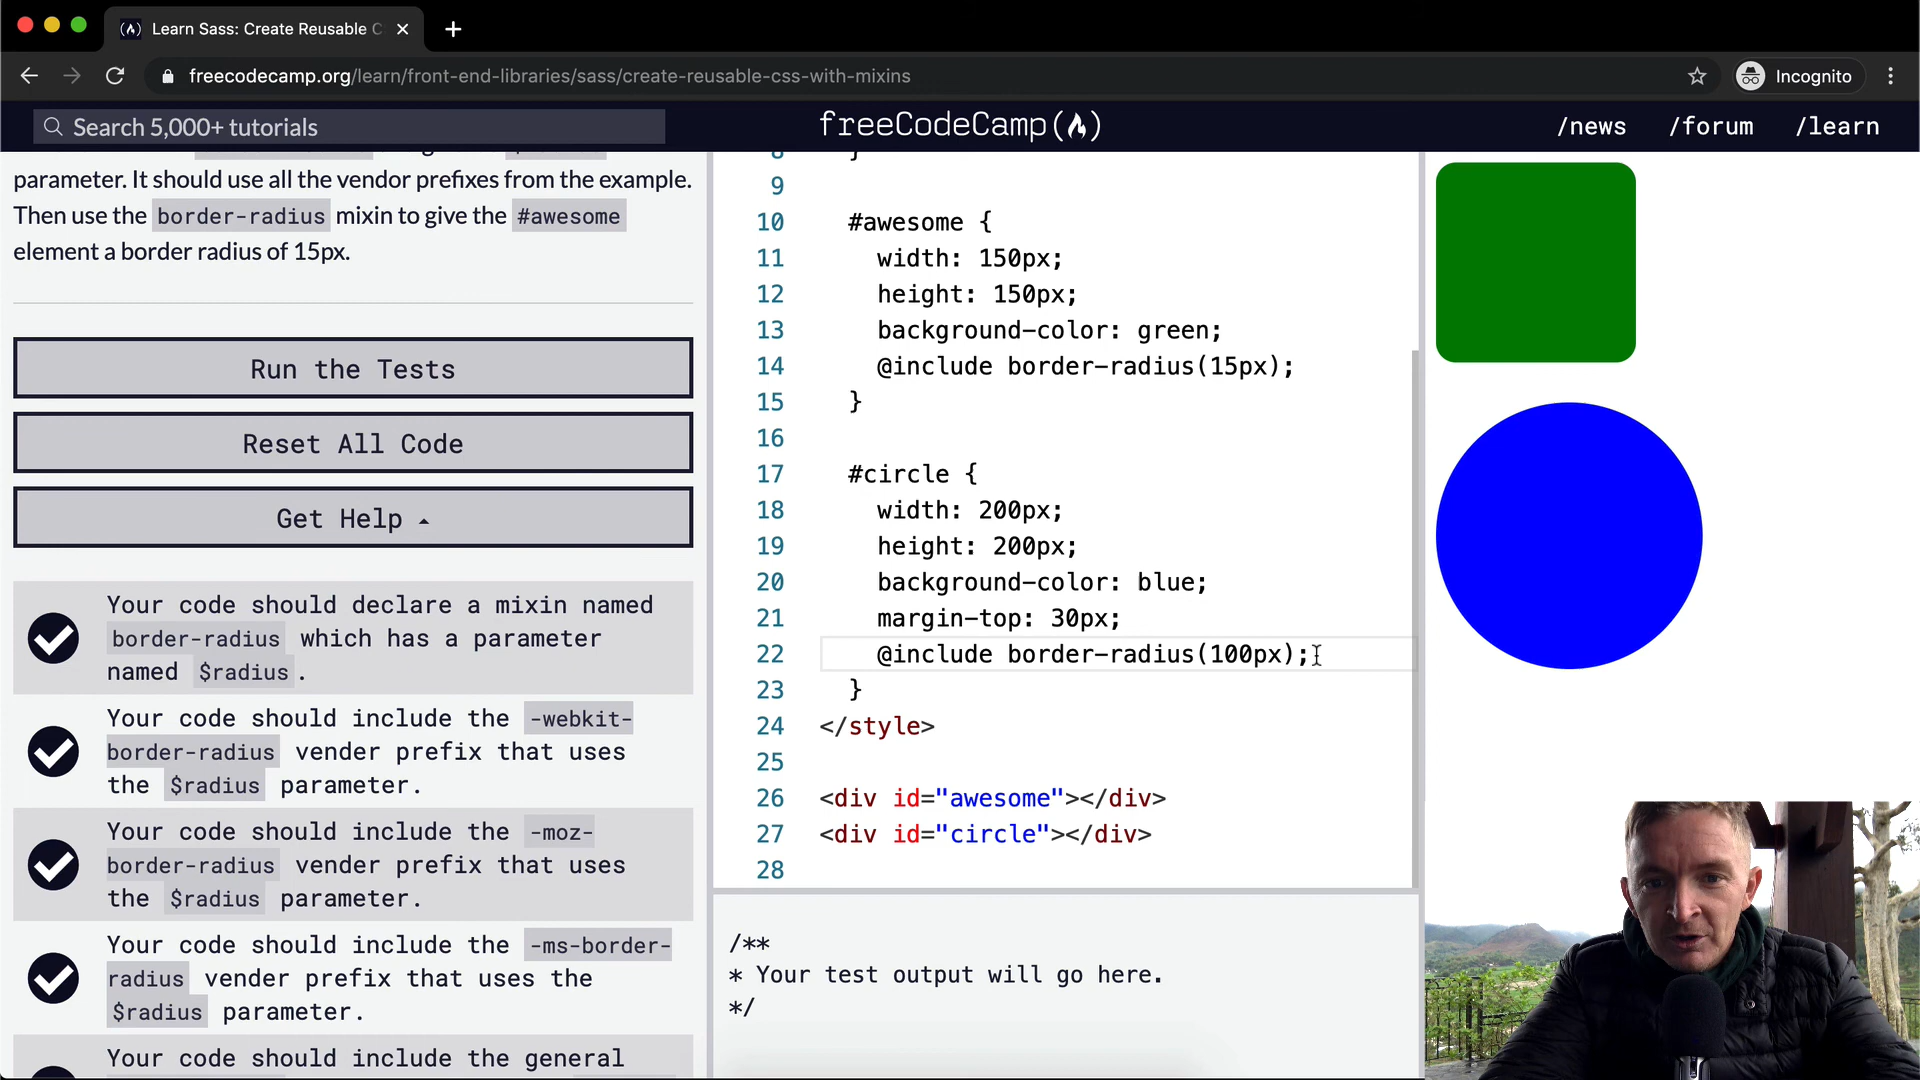 Learn Sass: Create Reusable C
freecodecamp.org/learn/front-end-libraries/sass/create-reusable-css-with-mixins
Incognito
Search 5,000+ tutorials
freeCodeCamp(🔥)
/news
/forum
/learn
parameter. It should use all the vendor prefixes from the example.
Then use the border-radius mixin to give the #awesome
element a border radius of 15px.
Run the Tests
Reset All Code
Get Help
Your code should declare a mixin named
border-radius which has a parameter
named $radius .
Your code should include the -webkit-
border-radius vender prefix that uses
the $radius parameter.
Your code should include the -moz-
border-radius vender prefix that uses
the $radius parameter.
Your code should include the -ms-border-
radius vender prefix that uses the
$radius parameter.
Your code should include the general
8 }
9
10 #awesome {
11 width: 150px;
12 height: 150px;
13 background-color: green;
14 @include border-radius(15px);
15 }
16
17 #circle {
18 width: 200px;
19 height: 200px;
20 background-color: blue;
21 margin-top: 30px;
22 @include border-radius(100px);
23 }
24 </style>
25
26 <div id="awesome"></div>
27 <div id="circle"></div>
28
/**
* Your test output will go here.
*/